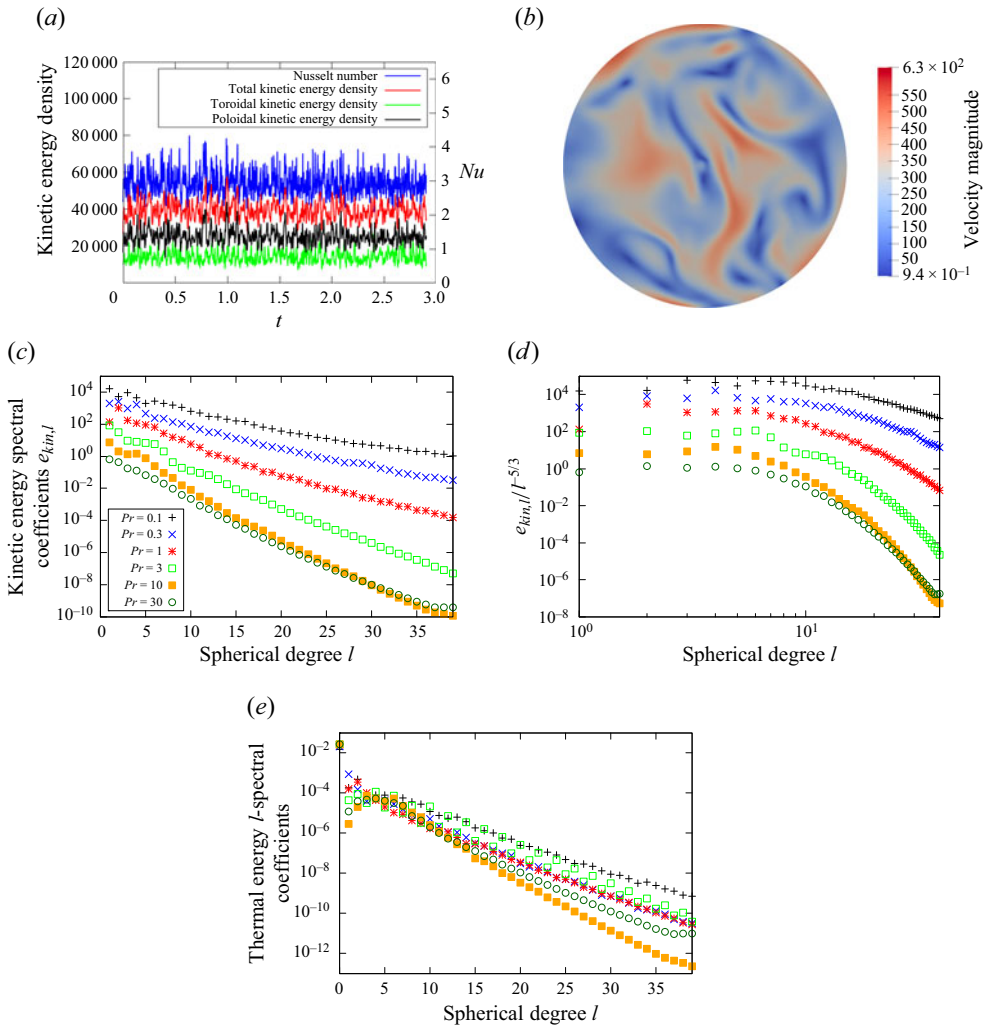 (a)
120 000
100 000
80 000
60 000
40 000
20 000
Kinetic energy density
Nusselt number
Total kinetic energy density
Toroidal kinetic energy density
Poloidal kinetic energy density
6
5
4
3
2
1
0
Nu
0 0.5 1.0 1.5 2.0 2.5 3.0
t
(b)
6.3 × 10²
550
500
450
400
350
300
250
200
150
100
50
9.4 × 10⁻¹
Velocity magnitude
(c)
10⁴
10²
10⁰
10⁻²
10⁻⁴
10⁻⁶
10⁻⁸
10⁻¹⁰
Kinetic energy spectral
coefficients e_kin,l
Pr = 0.1
Pr = 0.3
Pr = 1
Pr = 3
Pr = 10
Pr = 30
0 5 10 15 20 25 30 35
Spherical degree l
(d)
10⁴
10²
10⁰
10⁻²
10⁻⁴
10⁻⁶
10⁻⁸
e_kin,l/l^−5/3
10⁰ 10¹
Spherical degree l
(e)
10⁻²
10⁻⁴
10⁻⁶
10⁻⁸
10⁻¹⁰
10⁻¹²
Thermal energy l-spectral
coefficients
0 5 10 15 20 25 30 35
Spherical degree l